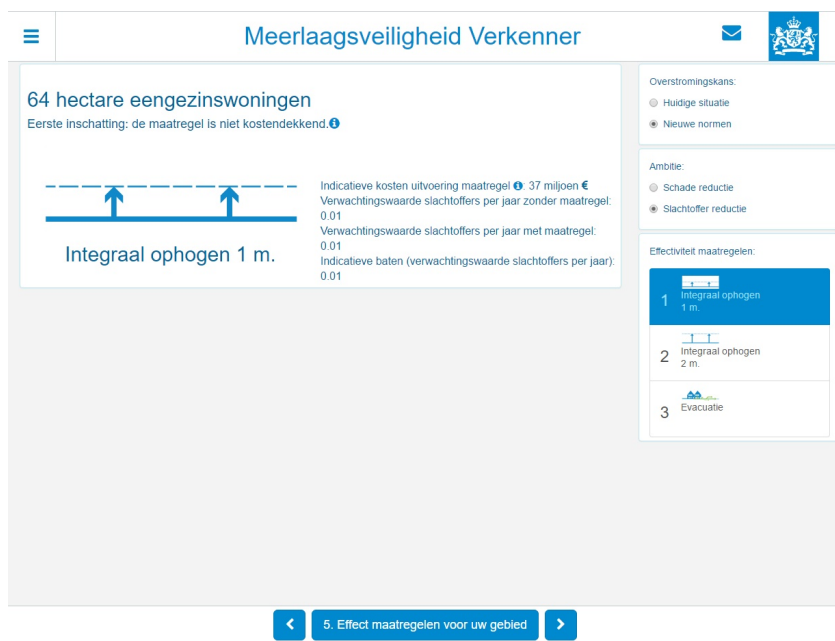 Meerlaagsveiligheid Verkenner
64 hectare eengezinswoningen
Eerste inschatting: de maatregel is niet kostendekkend.
Integraal ophogen 1 m.
Indicatieve kosten uitvoering maatregel : 37 miljoen €
Verwachtingswaarde slachtoffers per jaar zonder maatregel:
0.01
Verwachtingswaarde slachtoffers per jaar met maatregel:
0.01
Indicatieve baten (verwachtingswaarde slachtoffers per jaar):
0.01
Overstromingskans:
Huidige situatie
Nieuwe normen
Ambitie:
Schade reductie
Slachtoffer reductie
Effectiviteit maatregelen:
1 Integraal ophogen
1 m.
2 Integraal ophogen
2 m.
3 Evacuatie
5. Effect maatregelen voor uw gebied